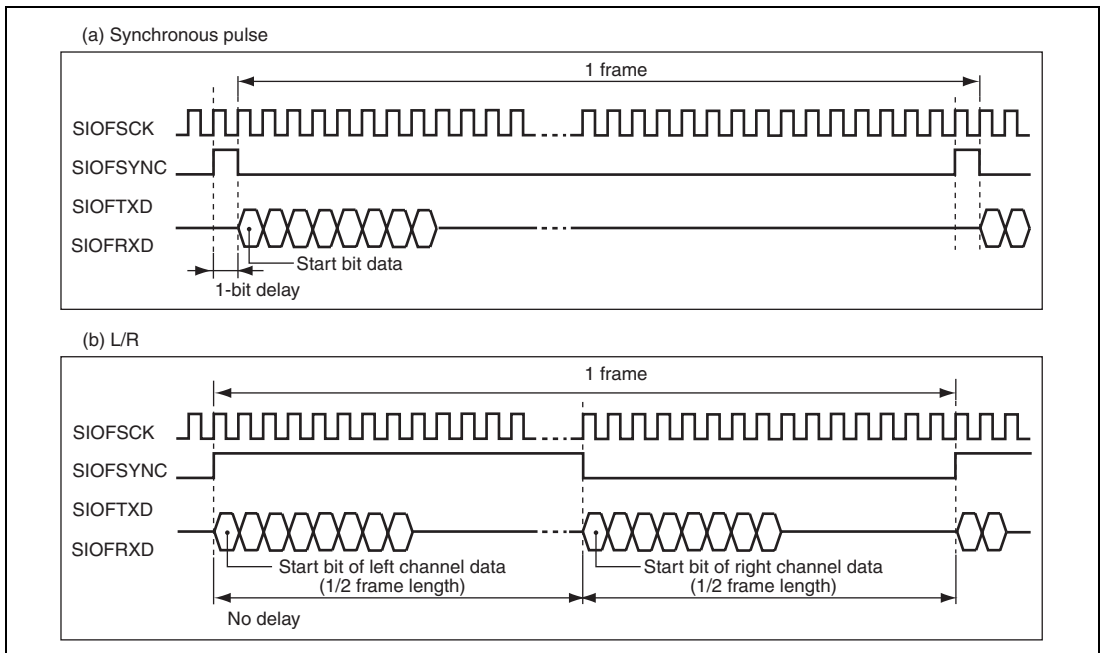 (a) Synchronous pulse
1 frame
SIOFSCK
SIOFSYNC
SIOFTXD
SIOFRXD
Start bit data
1-bit delay
(b) L/R
1 frame
SIOFSCK
SIOFSYNC
SIOFTXD
SIOFRXD
Start bit of left channel data
(1/2 frame length)
Start bit of right channel data
(1/2 frame length)
No delay